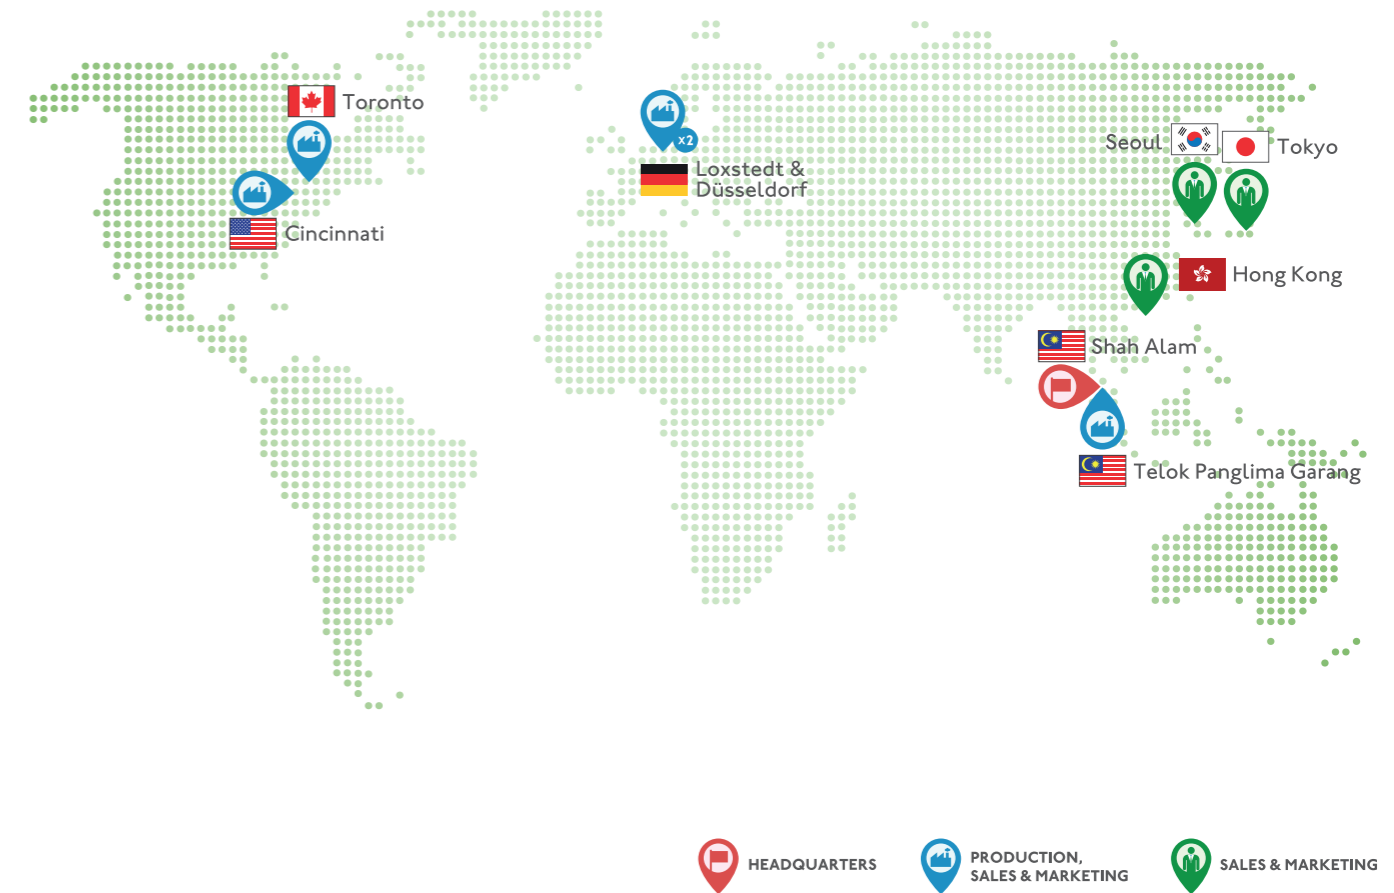 Toronto
x2
Seoul
Tokyo
Loxstedt &
Düsseldorf
Cincinnati
Hong Kong
Shah Alam
Telok Panglima Garang
HEADQUARTERS
PRODUCTION,
SALES & MARKETING
SALES & MARKETING